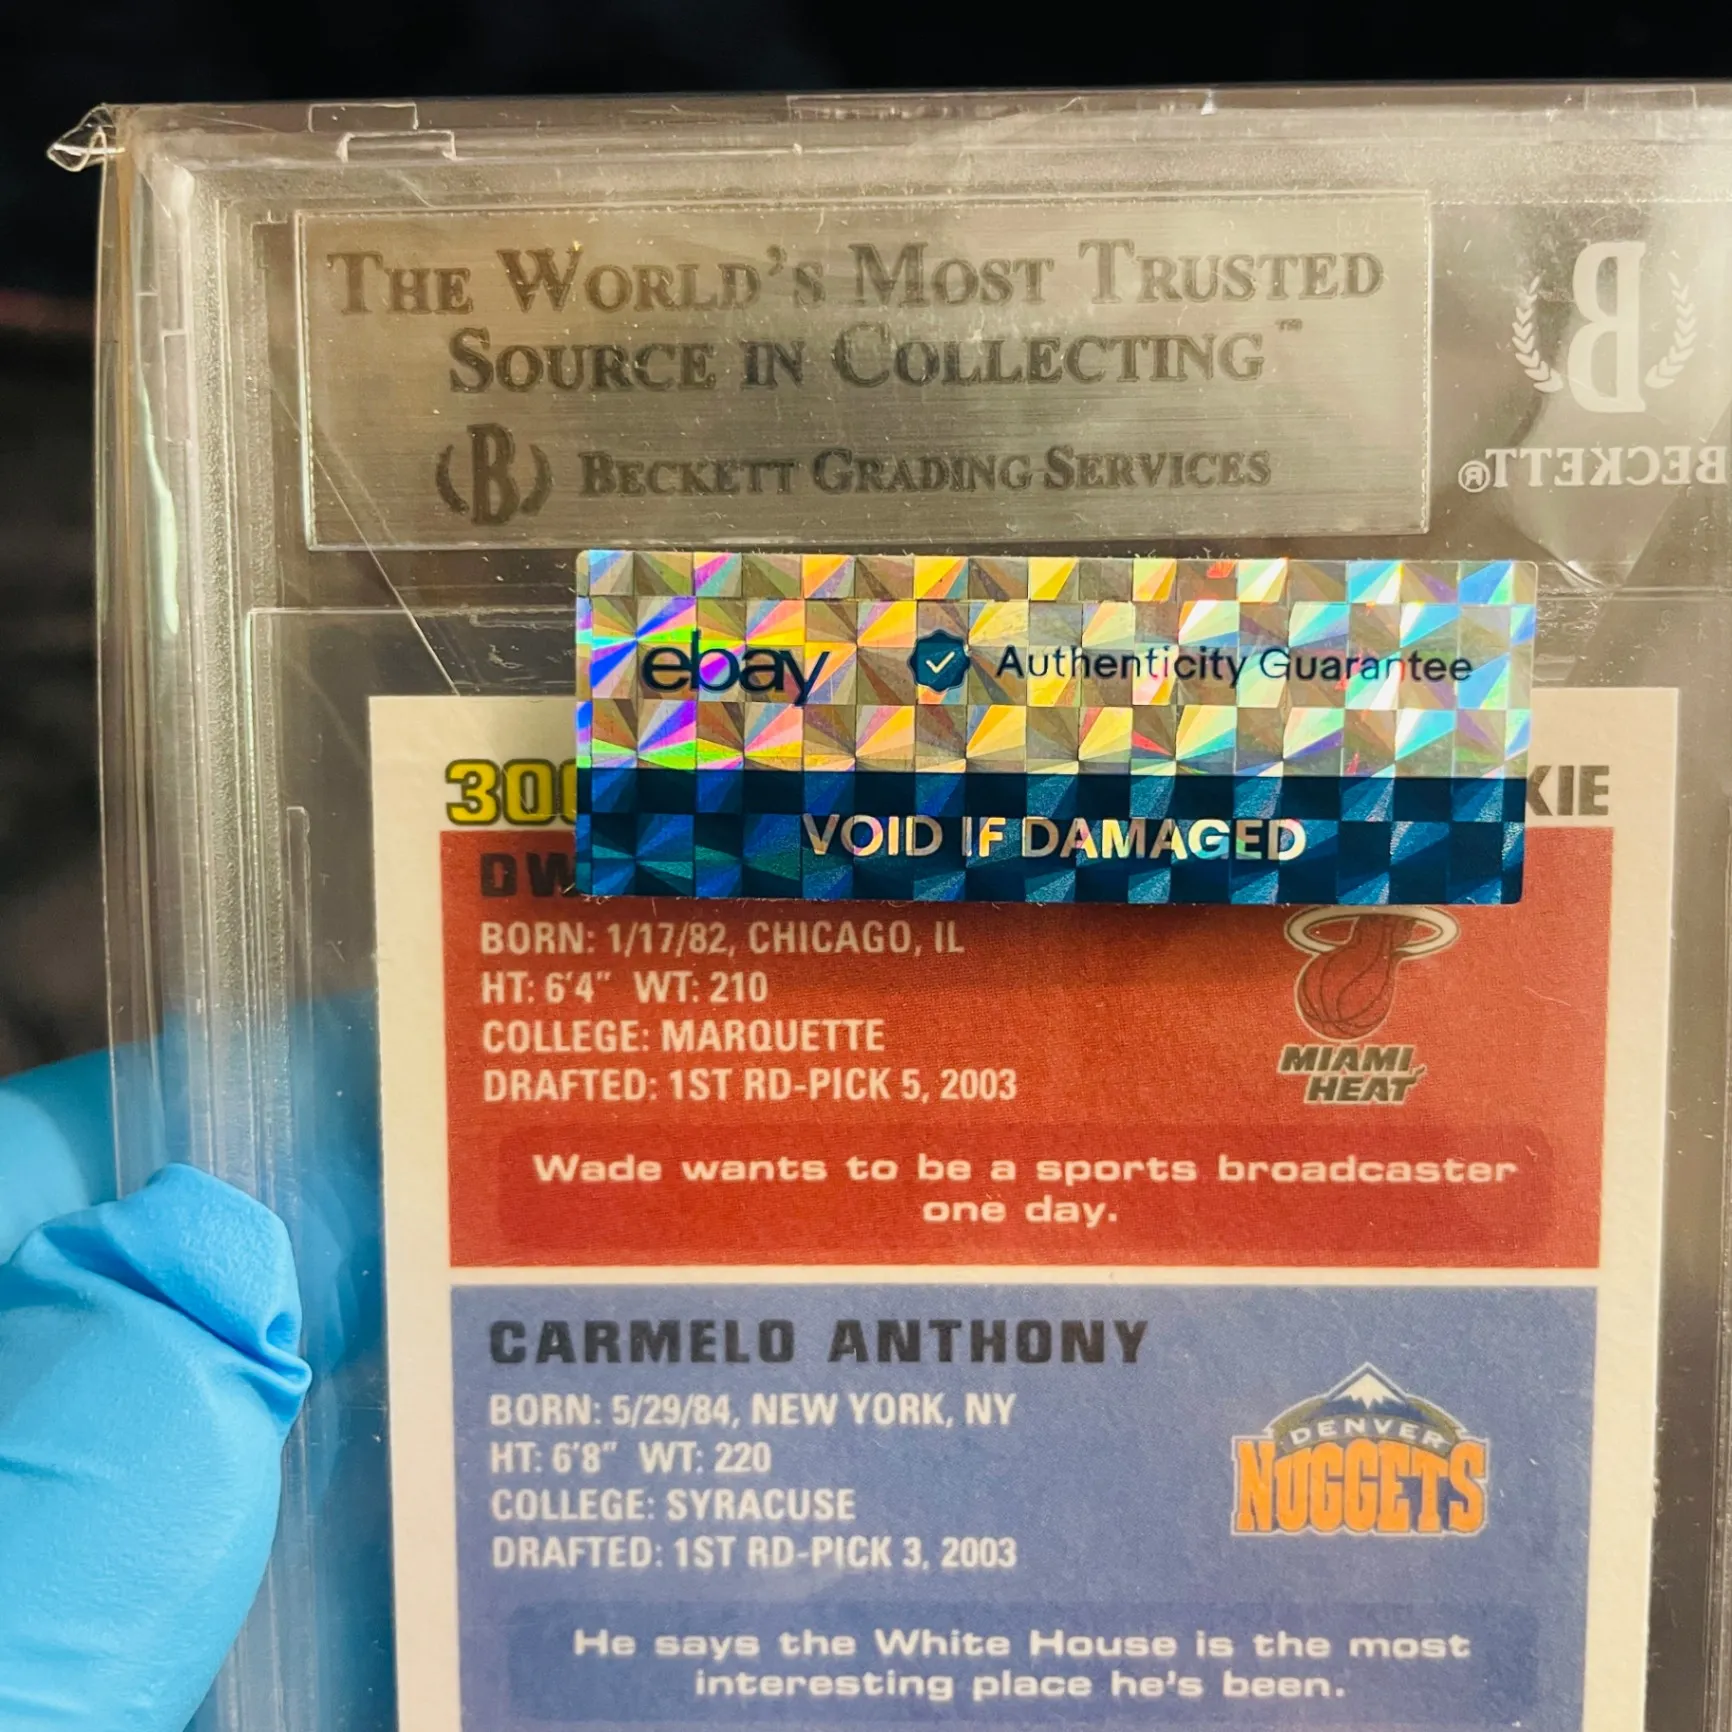 THE WORLD'S MOST TRUSTED
SOURCE IN COLLECTING™
B BECKETT GRADING SERVICES
B
BECKETT®
ebay Authenticity Guarantee
VOID IF DAMAGED
BORN: 1/17/82, CHICAGO, IL
HT: 6'4" WT: 210
COLLEGE: MARQUETTE
DRAFTED: 1ST RD-PICK 5, 2003
MIAMI
HEAT
Wade wants to be a sports broadcaster
one day.
CARMELO ANTHONY
BORN: 5/29/84, NEW YORK, NY
HT: 6'8" WT: 220
COLLEGE: SYRACUSE
DRAFTED: 1ST RD-PICK 3, 2003
DENVER
NUGGETS
He says the White House is the most
interesting place he's been.